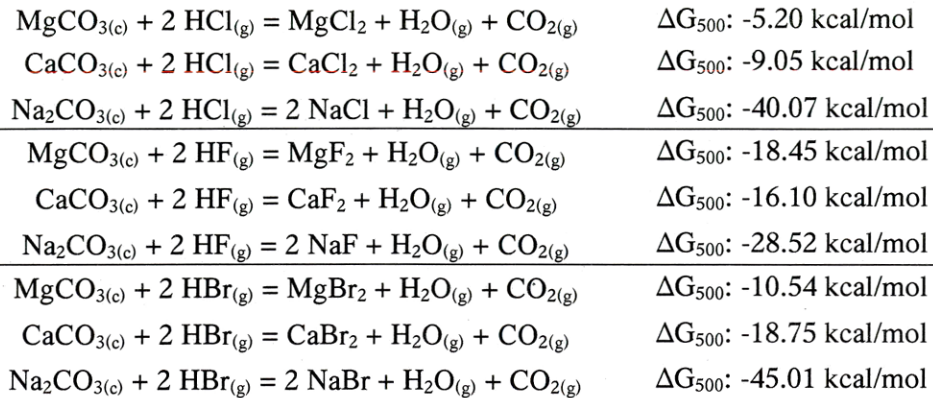 MgCO₃₍c₎ + 2 HCl₍g₎ = MgCl₂ + H₂O₍g₎ + CO₂₍g₎ ΔG₅₀₀: -5.20 kcal/mol
CaCO₃₍c₎ + 2 HCl₍g₎ = CaCl₂ + H₂O₍g₎ + CO₂₍g₎ ΔG₅₀₀: -9.05 kcal/mol
Na₂CO₃₍c₎ + 2 HCl₍g₎ = 2 NaCl + H₂O₍g₎ + CO₂₍g₎ ΔG₅₀₀: -40.07 kcal/mol
MgCO₃₍c₎ + 2 HF₍g₎ = MgF₂ + H₂O₍g₎ + CO₂₍g₎ ΔG₅₀₀: -18.45 kcal/mol
CaCO₃₍c₎ + 2 HF₍g₎ = CaF₂ + H₂O₍g₎ + CO₂₍g₎ ΔG₅₀₀: -16.10 kcal/mol
Na₂CO₃₍c₎ + 2 HF₍g₎ = 2 NaF + H₂O₍g₎ + CO₂₍g₎ ΔG₅₀₀: -28.52 kcal/mol
MgCO₃₍c₎ + 2 HBr₍g₎ = MgBr₂ + H₂O₍g₎ + CO₂₍g₎ ΔG₅₀₀: -10.54 kcal/mol
CaCO₃₍c₎ + 2 HBr₍g₎ = CaBr₂ + H₂O₍g₎ + CO₂₍g₎ ΔG₅₀₀: -18.75 kcal/mol
Na₂CO₃₍c₎ + 2 HBr₍g₎ = 2 NaBr + H₂O₍g₎ + CO₂₍g₎ ΔG₅₀₀: -45.01 kcal/mol